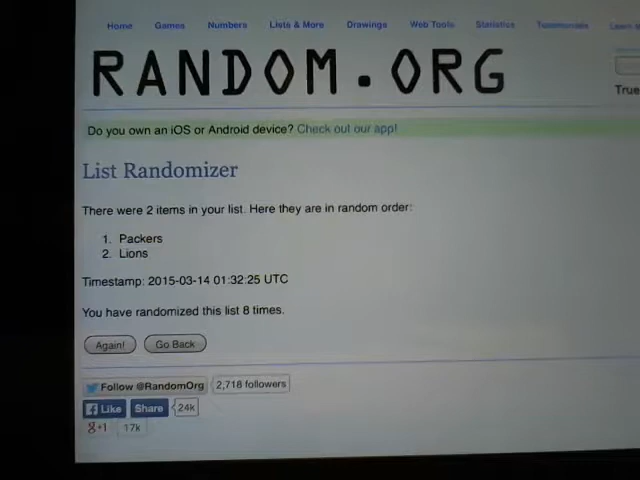 Home Games Numbers Lists & More Drawings Web Tools Statistics Testimonials Learn
RANDOM.ORG
True
Do you own an iOS or Android device? Check out our app!
List Randomizer
There were 2 items in your list. Here they are in random order:
1. Packers
2. Lions
Timestamp: 2015-03-14 01:32:25 UTC
You have randomized this list 8 times.
Again! Go Back
Follow @RandomOrg 2,718 followers
Like Share 24k
g+1 17k